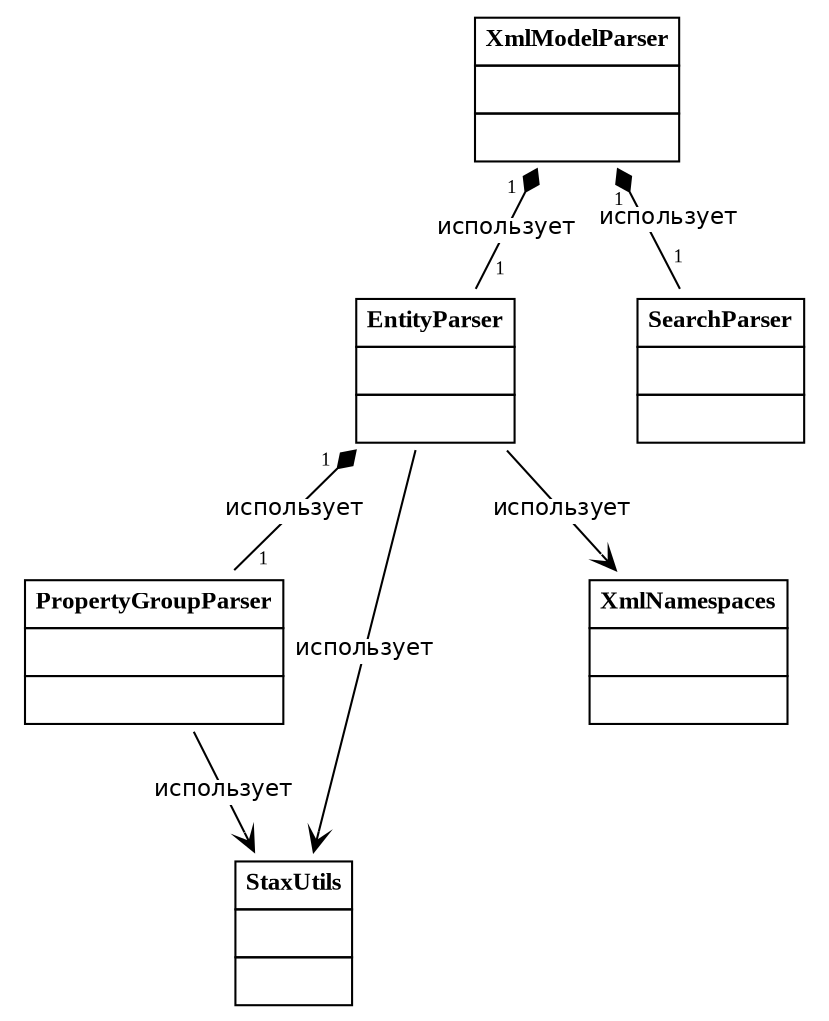 XmlModelParser
1
1
использует
использует
1
1
EntityParser
SearchParser
1
использует
использует
1
PropertyGroupParser
XmlNamespaces
использует
использует
StaxUtils